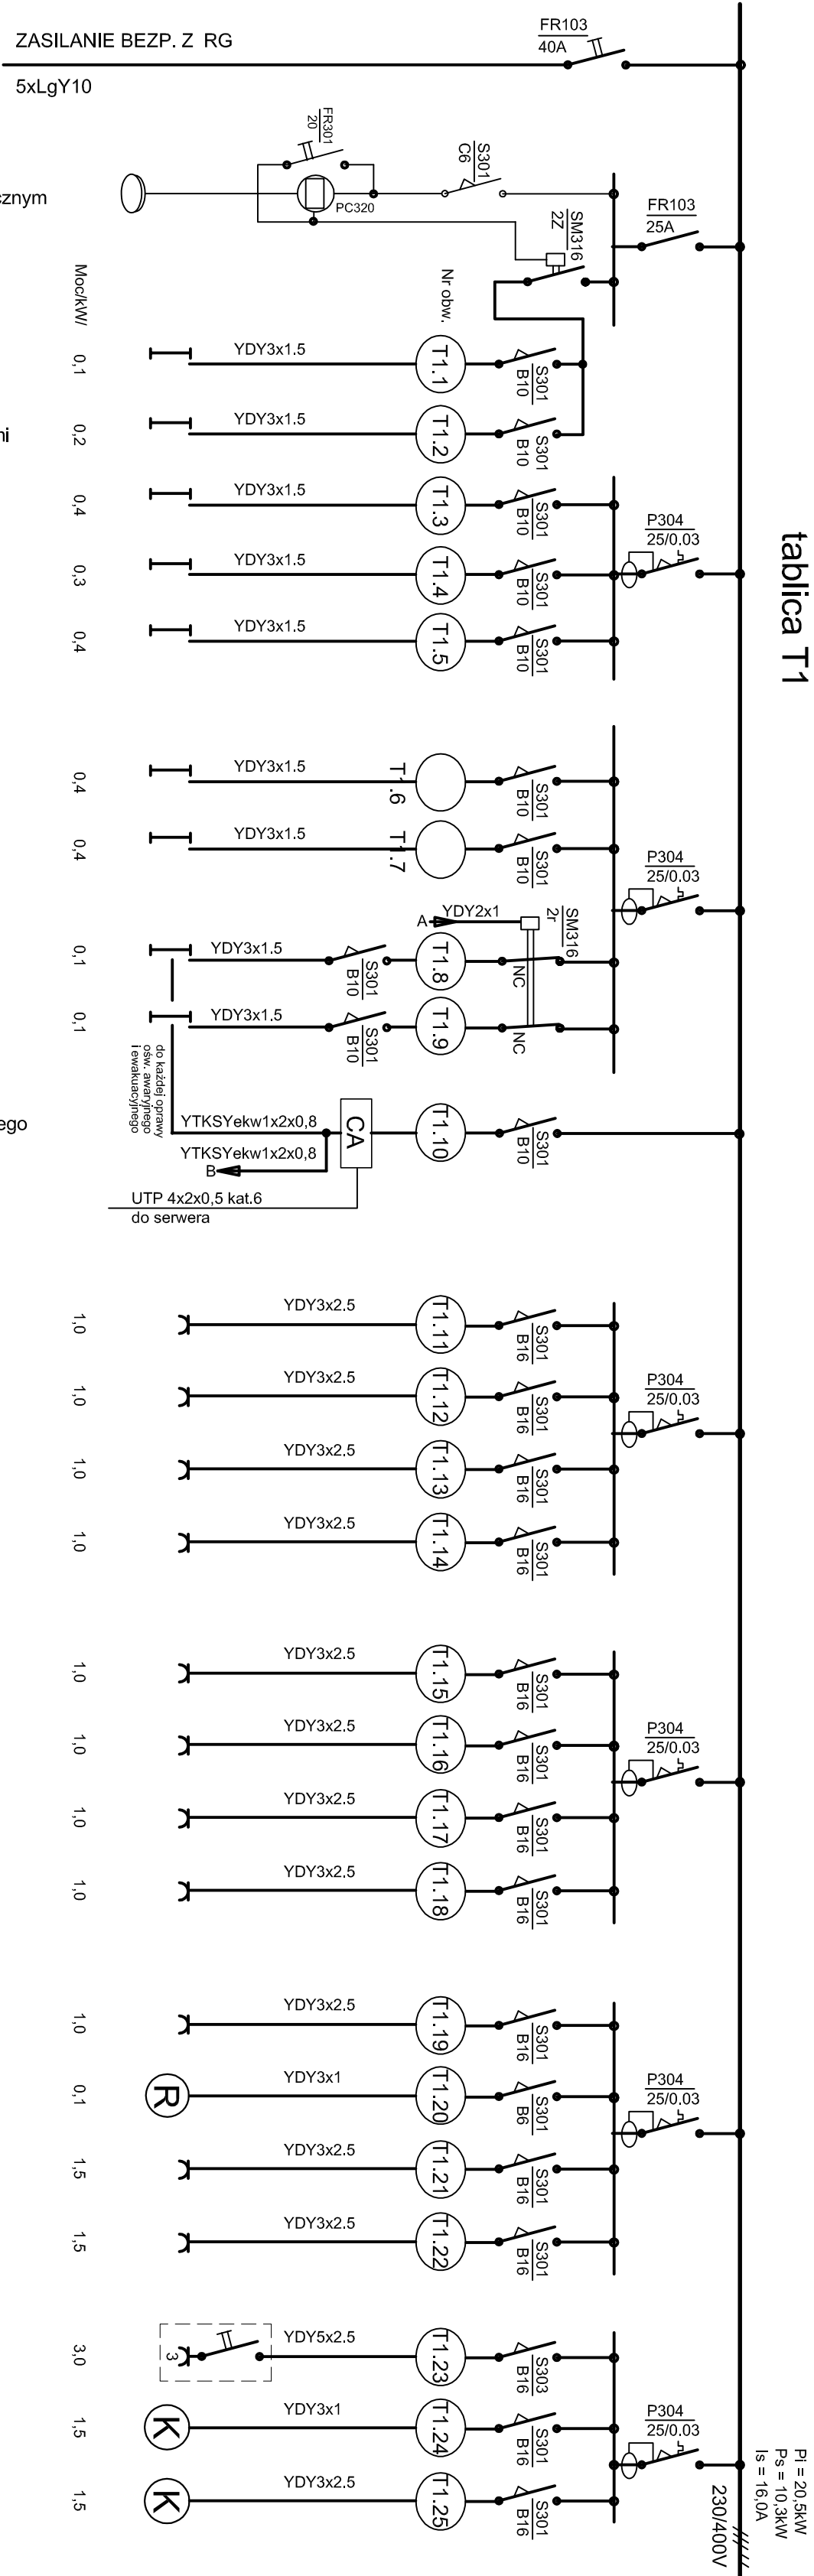 ZASILANIE BEZP. Z RG
5xLgY10
FR103
40A
tablica T1
cznym
FR301
20
PC320
S301
C6
SM316
2Z
FR103
25A
Moc/kW/
Nr obw.
0,1
YDY3x1.5
T1.1
S301
B10
ni
0,2
YDY3x1.5
T1.2
S301
B10
0,4
YDY3x1.5
T1.3
S301
B10
P304
25/0.03
0,3
YDY3x1.5
T1.4
S301
B10
0,4
YDY3x1.5
T1.5
S301
B10
0,4
YDY3x1.5
T1.6
S301
B10
0,4
YDY3x1.5
T1.7
S301
B10
P304
25/0.03
A
YDY2x1
SM316
2r
0,1
YDY3x1.5
S301
B10
T1.8
NC
0,1
YDY3x1.5
S301
B10
T1.9
NC
do każdej oprawy
ośw. awaryjnego
i ewakuacyjnego
ego
YTKSYekw1x2x0,8
CA
T1.10
S301
B10
YTKSYekw1x2x0,8
B
UTP 4x2x0,5 kat.6
do serwera
1,0
YDY3x2.5
T1.11
S301
B16
1,0
YDY3x2.5
T1.12
S301
B16
P304
25/0.03
1,0
YDY3x2.5
T1.13
S301
B16
1,0
YDY3x2.5
T1.14
S301
B16
1,0
YDY3x2.5
T1.15
S301
B16
1,0
YDY3x2.5
T1.16
S301
B16
P304
25/0.03
1,0
YDY3x2.5
T1.17
S301
B16
1,0
YDY3x2.5
T1.18
S301
B16
1,0
YDY3x2.5
T1.19
S301
B16
0,1
R
YDY3x1
T1.20
S301
B6
P304
25/0.03
1,5
YDY3x2.5
T1.21
S301
B16
1,5
YDY3x2.5
T1.22
S301
B16
3,0
3
YDY5x2.5
T1.23
S303
B16
1,5
K
YDY3x1
T1.24
S301
B16
P304
25/0.03
1,5
K
YDY3x2.5
T1.25
S301
B16
Pi = 20,5kW
Ps = 10,3kW
Is = 16,0A
230/400V